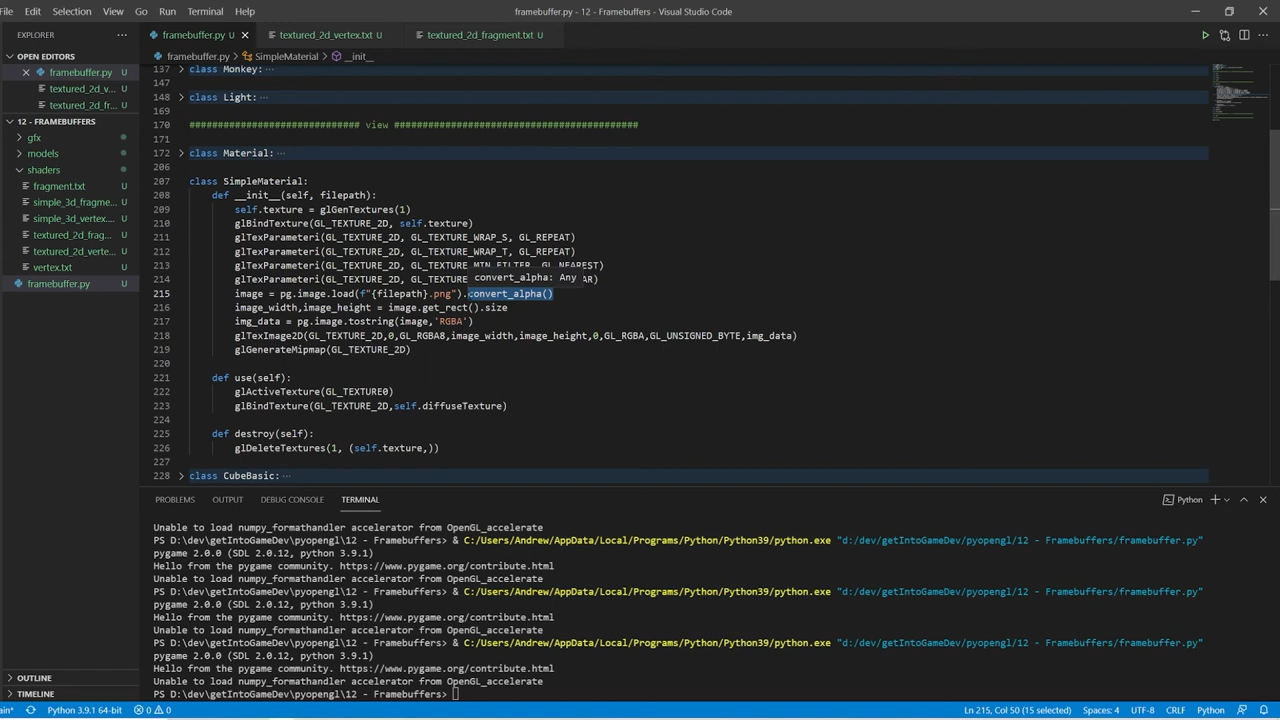 File Edit Selection View Go Run Terminal Help framebuffer.py - 12 - Framebuffers - Visual Studio Code
EXPLORER ··· framebuffer.py U × textured_2d_vertex.txt U textured_2d_fragment.txt U ···
OPEN EDITORS framebuffer.py > SimpleMaterial > __init__
× framebuffer.py U
textured_2d_v... U
textured_2d_fr... U
12 - FRAMEBUFFERS
gfx
models
shaders
fragment.txt U
simple_3d_fragme... U
simple_3d_vertex.... U
textured_2d_frag... U
textured_2d_verte... U
vertex.txt U
framebuffer.py U
137 class Monkey: ···
147
148 class Light: ···
169
170 ############################## view ###########################################
171
172 class Material: ···
206
207 class SimpleMaterial:
208 def __init__(self, filepath):
209 self.texture = glGenTextures(1)
210 glBindTexture(GL_TEXTURE_2D, self.texture)
211 glTexParameteri(GL_TEXTURE_2D, GL_TEXTURE_WRAP_S, GL_REPEAT)
212 glTexParameteri(GL_TEXTURE_2D, GL_TEXTURE_WRAP_T, GL_REPEAT)
213 glTexParameteri(GL_TEXTURE_2D, GL_TEXTURE_MIN_FILTER, GL_NEAREST)
convert_alpha: Any
214 glTexParameteri(GL_TEXTURE_2D, GL_TEXTURE
215 image = pg.image.load(f"{filepath}.png").convert_alpha()
216 image_width,image_height = image.get_rect().size
217 img_data = pg.image.tostring(image,'RGBA')
218 glTexImage2D(GL_TEXTURE_2D,0,GL_RGBA8,image_width,image_height,0,GL_RGBA,GL_UNSIGNED_BYTE,img_data)
219 glGenerateMipmap(GL_TEXTURE_2D)
220
221 def use(self):
222 glActiveTexture(GL_TEXTURE0)
223 glBindTexture(GL_TEXTURE_2D,self.diffuseTexture)
224
225 def destroy(self):
226 glDeleteTextures(1, (self.texture,))
227
228 class CubeBasic: ···
PROBLEMS OUTPUT DEBUG CONSOLE TERMINAL Python
Unable to load numpy_formathandler accelerator from OpenGL_accelerate
PS D:\dev\getIntoGameDev\pyopengl\12 - Framebuffers> & C:/Users/Andrew/AppData/Local/Programs/Python/Python39/python.exe "d:/dev/getIntoGameDev/pyopengl/12 - Framebuffers/framebuffer.py"
pygame 2.0.0 (SDL 2.0.12, python 3.9.1)
Hello from the pygame community. https://www.pygame.org/contribute.html
Unable to load numpy_formathandler accelerator from OpenGL_accelerate
PS D:\dev\getIntoGameDev\pyopengl\12 - Framebuffers> & C:/Users/Andrew/AppData/Local/Programs/Python/Python39/python.exe "d:/dev/getIntoGameDev/pyopengl/12 - Framebuffers/framebuffer.py"
pygame 2.0.0 (SDL 2.0.12, python 3.9.1)
Hello from the pygame community. https://www.pygame.org/contribute.html
Unable to load numpy_formathandler accelerator from OpenGL_accelerate
PS D:\dev\getIntoGameDev\pyopengl\12 - Framebuffers> & C:/Users/Andrew/AppData/Local/Programs/Python/Python39/python.exe "d:/dev/getIntoGameDev/pyopengl/12 - Framebuffers/framebuffer.py"
pygame 2.0.0 (SDL 2.0.12, python 3.9.1)
Hello from the pygame community. https://www.pygame.org/contribute.html
Unable to load numpy_formathandler accelerator from OpenGL_accelerate
PS D:\dev\getIntoGameDev\pyopengl\12 - Framebuffers>
OUTLINE
TIMELINE
ain* Python 3.9.1 64-bit 0 0 Ln 215, Col 50 (15 selected) Spaces: 4 UTF-8 CRLF Python